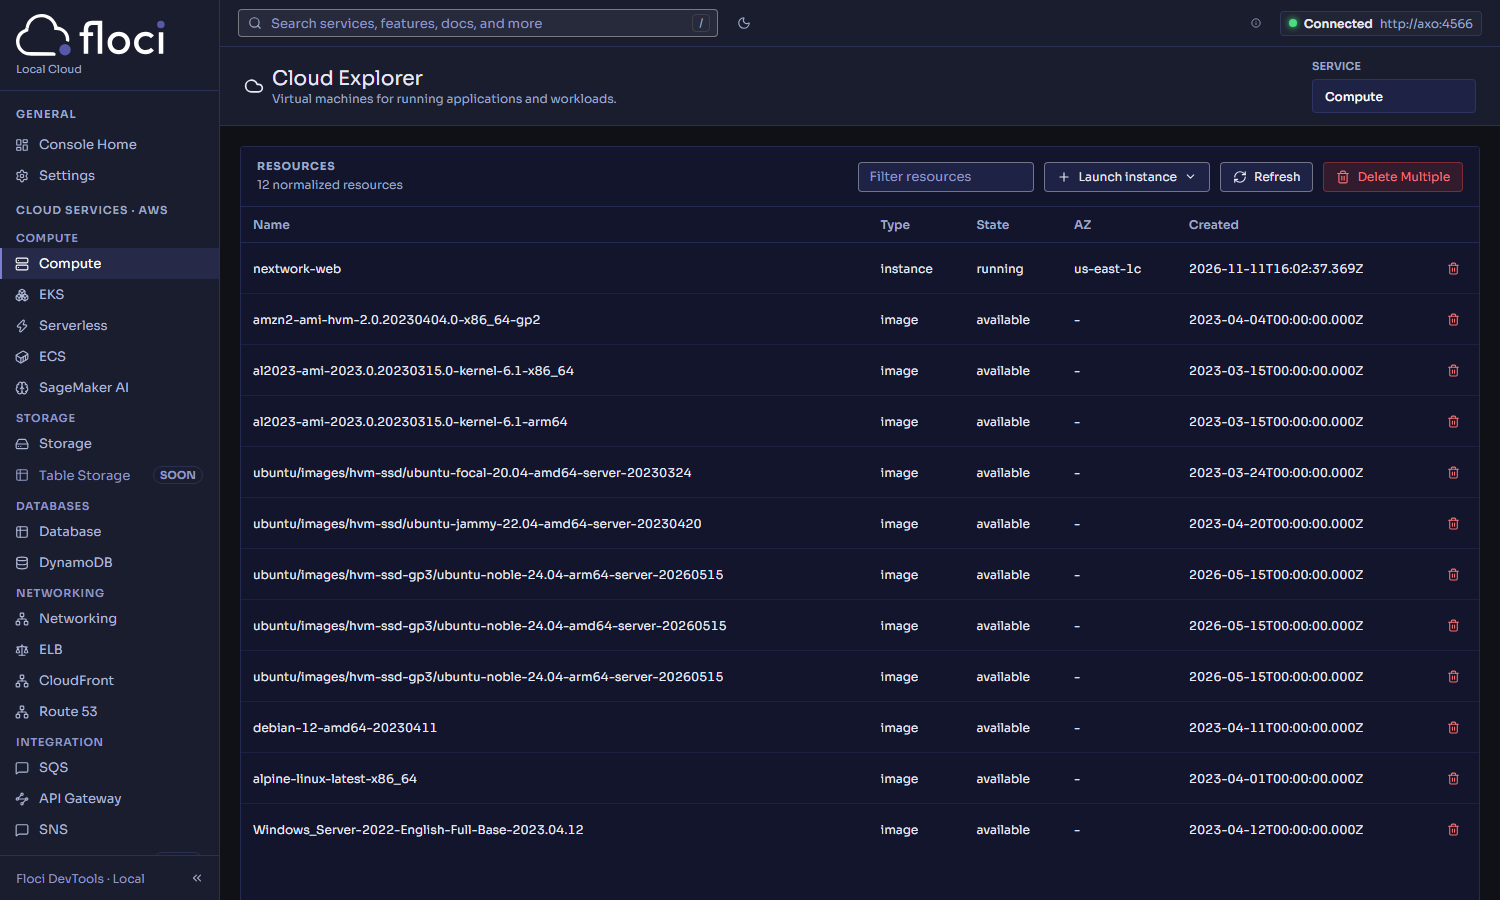 floci
Local Cloud
GENERAL
Console Home
Settings
CLOUD SERVICES · AWS
COMPUTE
Compute
EKS
Serverless
ECS
SageMaker AI
STORAGE
Storage
Table Storage SOON
DATABASES
Database
DynamoDB
NETWORKING
Networking
ELB
CloudFront
Route 53
INTEGRATION
SQS
API Gateway
SNS
Floci DevTools · Local «
Search services, features, docs, and more /
Connected http://axo:4566
Cloud Explorer
Virtual machines for running applications and workloads.
SERVICE
Compute
RESOURCES
12 normalized resources
Filter resources
+ Launch instance
Refresh
Delete Multiple
Name Type State AZ Created
nextwork-web instance running us-east-1c 2026-11-11T16:02:37.369Z
amzn2-ami-hvm-2.0.20230404.0-x86_64-gp2 image available - 2023-04-04T00:00:00.000Z
al2023-ami-2023.0.20230315.0-kernel-6.1-x86_64 image available - 2023-03-15T00:00:00.000Z
al2023-ami-2023.0.20230315.0-kernel-6.1-arm64 image available - 2023-03-15T00:00:00.000Z
ubuntu/images/hvm-ssd/ubuntu-focal-20.04-amd64-server-20230324 image available - 2023-03-24T00:00:00.000Z
ubuntu/images/hvm-ssd/ubuntu-jammy-22.04-amd64-server-20230420 image available - 2023-04-20T00:00:00.000Z
ubuntu/images/hvm-ssd-gp3/ubuntu-noble-24.04-arm64-server-20260515 image available - 2026-05-15T00:00:00.000Z
ubuntu/images/hvm-ssd-gp3/ubuntu-noble-24.04-amd64-server-20260515 image available - 2026-05-15T00:00:00.000Z
ubuntu/images/hvm-ssd-gp3/ubuntu-noble-24.04-arm64-server-20260515 image available - 2026-05-15T00:00:00.000Z
debian-12-amd64-20230411 image available - 2023-04-11T00:00:00.000Z
alpine-linux-latest-x86_64 image available - 2023-04-01T00:00:00.000Z
Windows_Server-2022-English-Full-Base-2023.04.12 image available - 2023-04-12T00:00:00.000Z